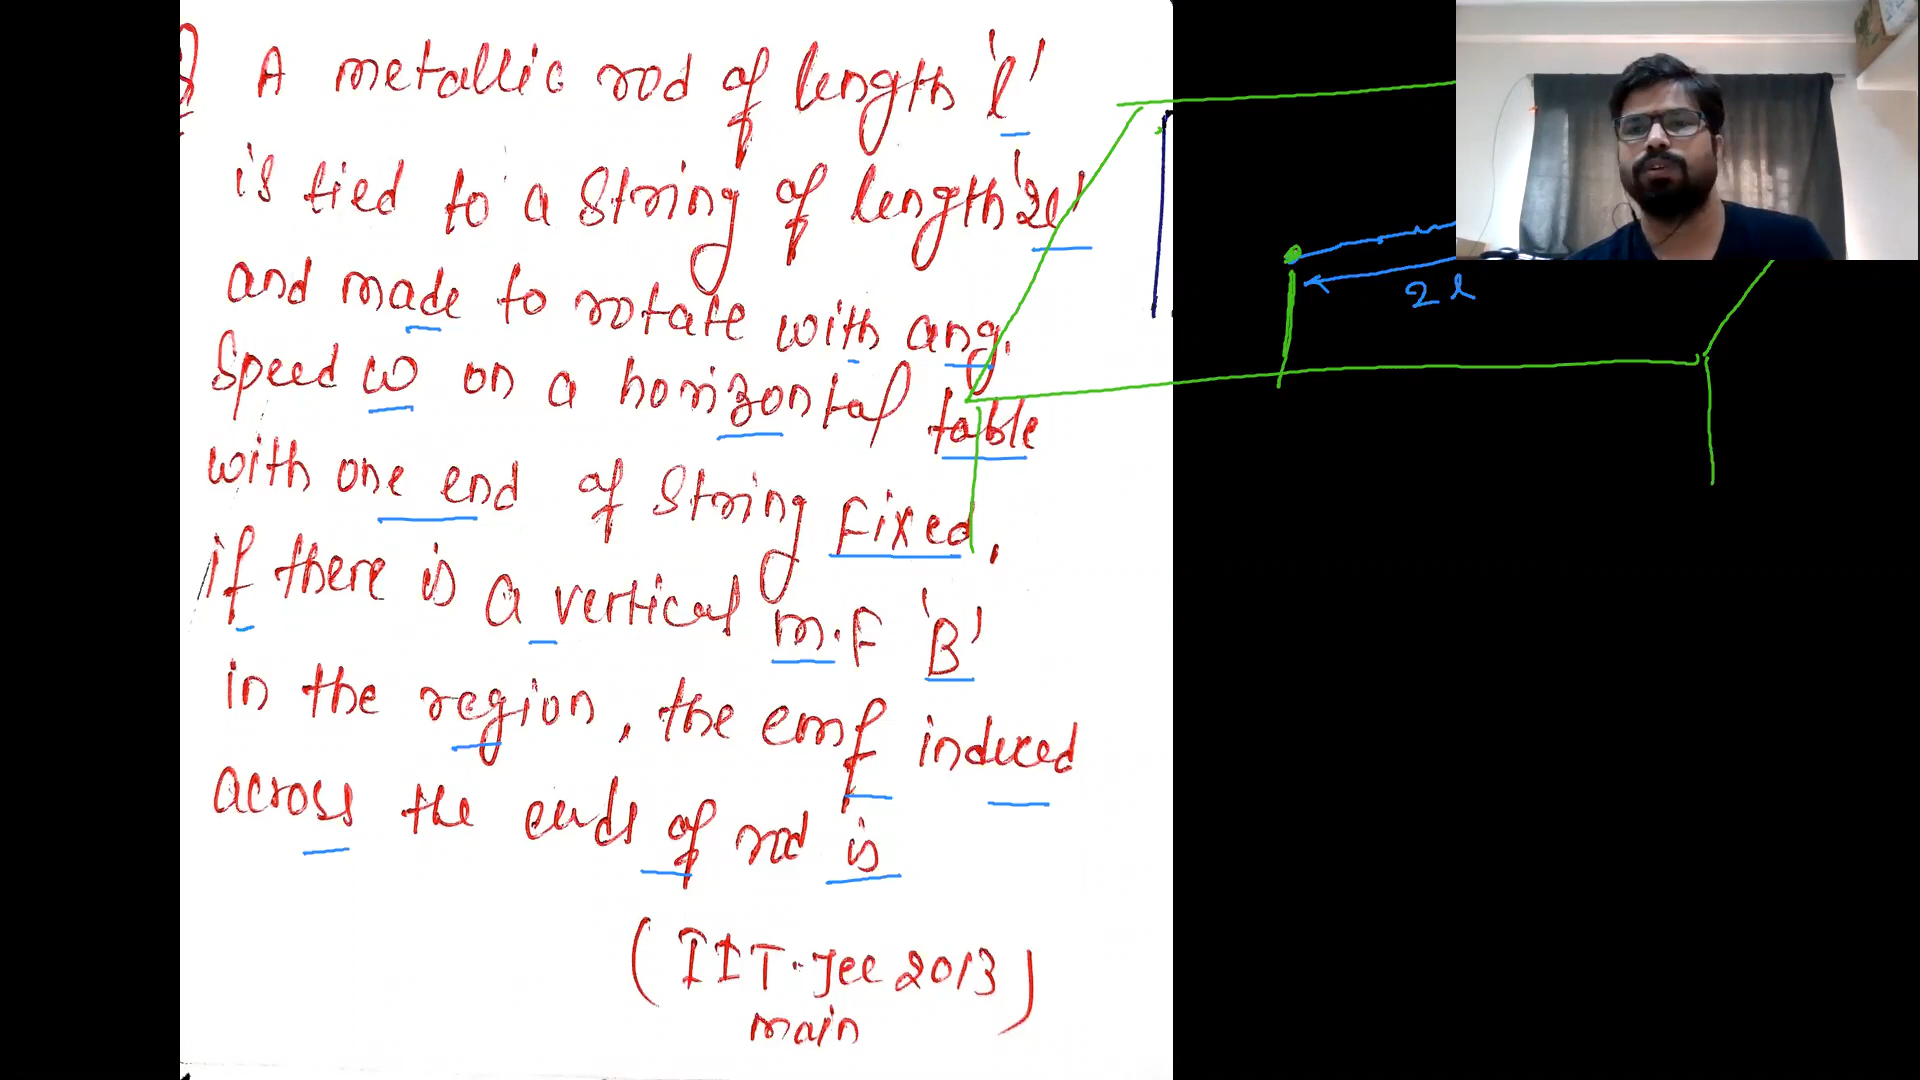 Q A metallic rod of length 'l'
is tied to a string of length '2l'
and made to rotate with ang.
speed ω on a horizontal table
with one end of string fixed,
if there is a vertical m.F 'B'
in the region, the emf induced
across the ends of rod is
(IIT-Jee 2013)
main
2l